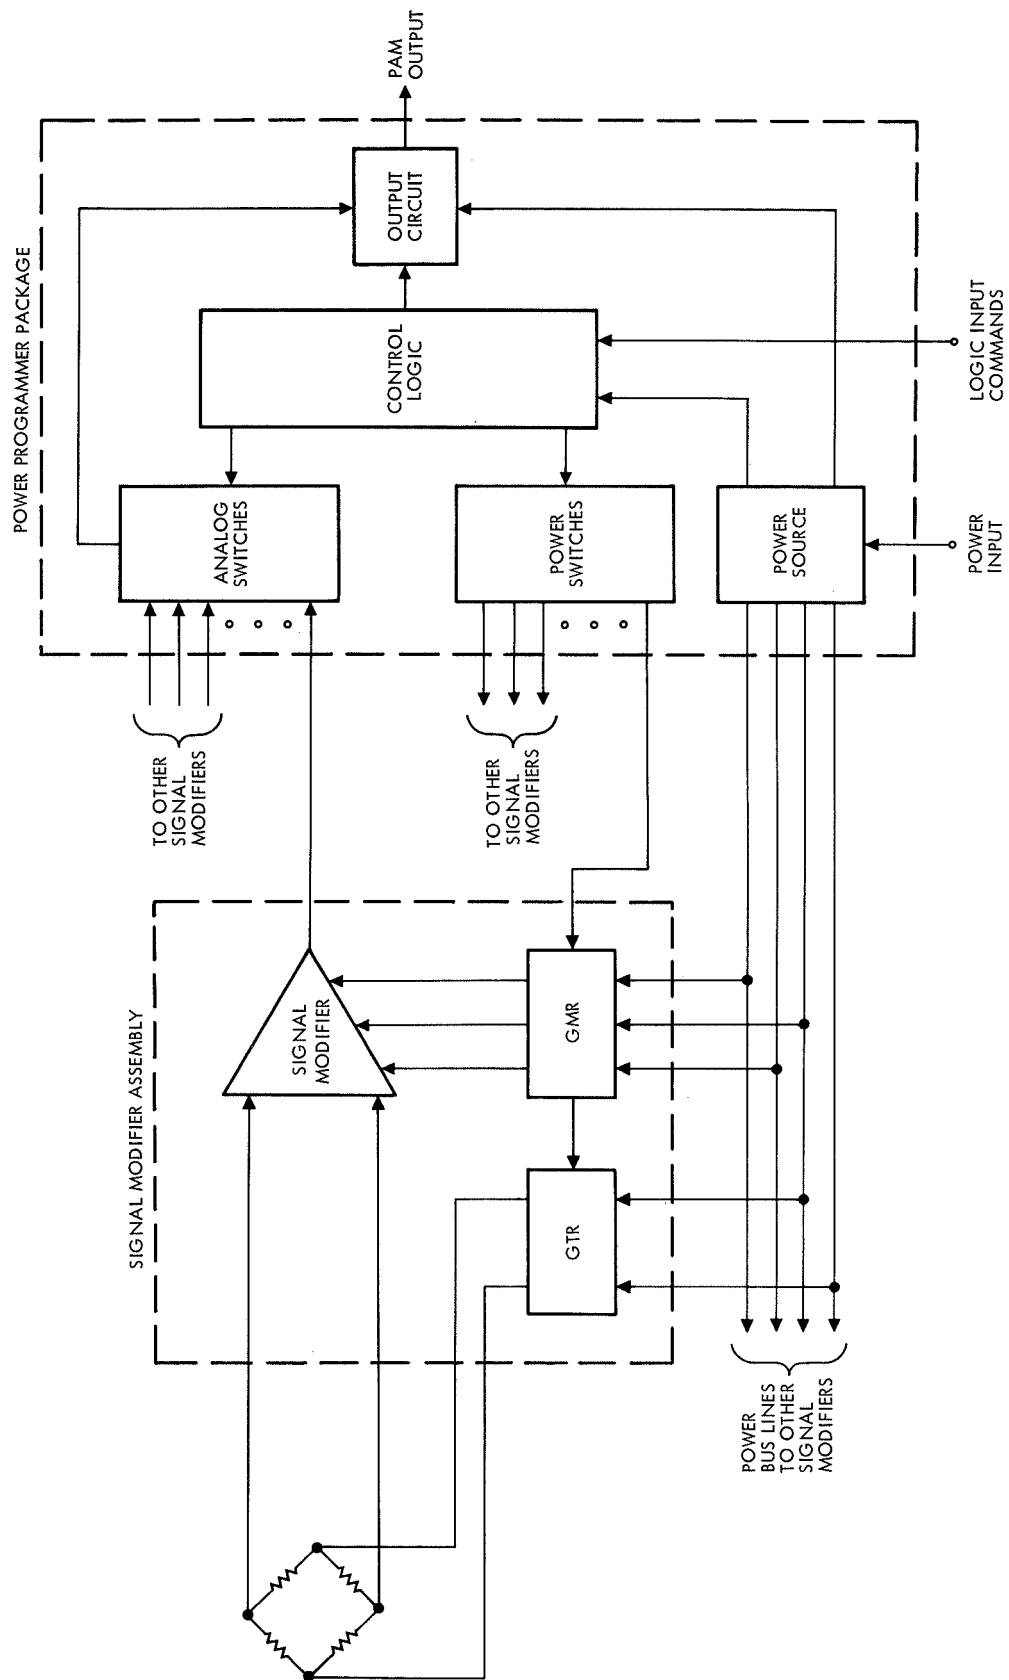 POWER PROGRAMMER PACKAGE
PAM
OUTPUT
OUTPUT
CIRCUIT
CONTROL
LOGIC
LOGIC INPUT
COMMANDS
ANALOG
SWITCHES
POWER
SWITCHES
POWER
SOURCE
POWER
INPUT
TO OTHER
SIGNAL
MODIFIERS
TO OTHER
SIGNAL
MODIFIERS
SIGNAL MODIFIER ASSEMBLY
SIGNAL
MODIFIER
GMR
GTR
POWER
BUS LINES
TO OTHER
SIGNAL
MODIFIERS